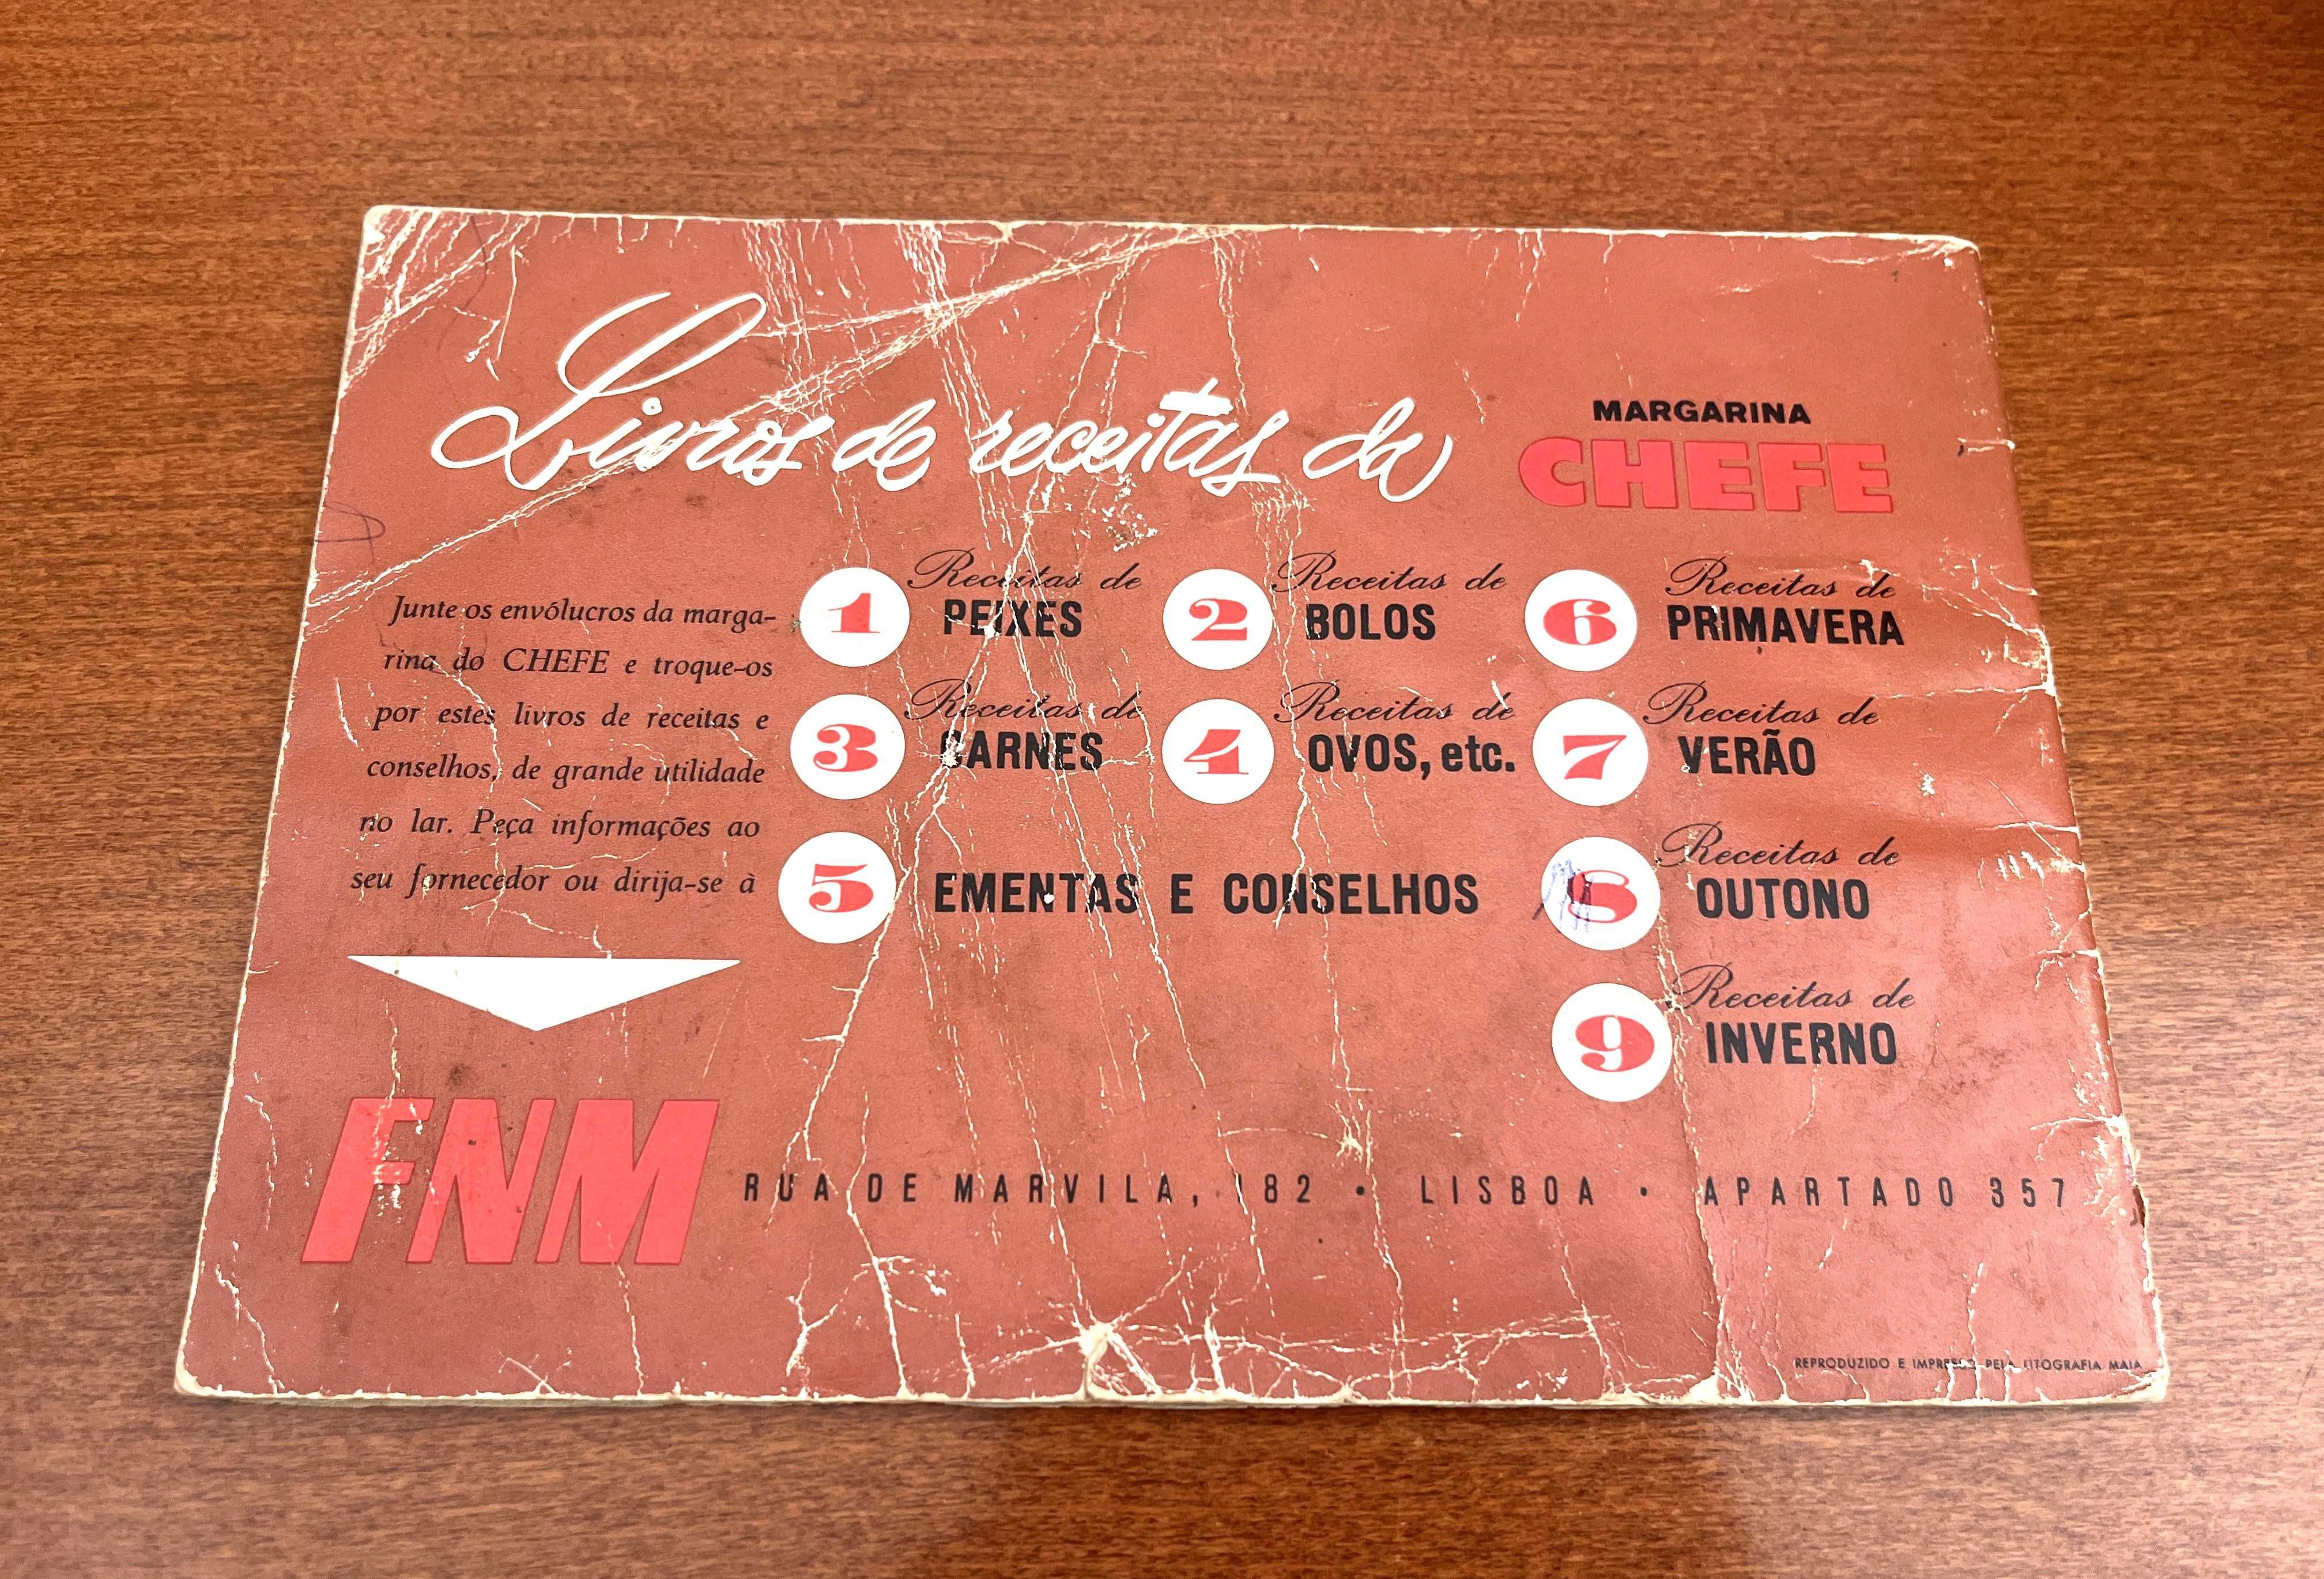 Livros de receitas da
MARGARINA
CHEFE
Junte os envólucros da marga-
rina do CHEFE e troque-os
por estes livros de receitas e
conselhos, de grande utilidade
no lar. Peça informações ao
seu fornecedor ou dirija-se à
1 Receitas de
PEIXES
2 Receitas de
BOLOS
3 Receitas de
CARNES
4 Receitas de
OVOS, etc.
5 EMENTAS E CONSELHOS
6 Receitas de
PRIMAVERA
7 Receitas de
VERÃO
8 Receitas de
OUTONO
9 Receitas de
INVERNO
FNM
RUA DE MARVILA, 182 • LISBOA • APARTADO 357
REPRODUZIDO E IMPRESSO PELA LITOGRAFIA MAIA